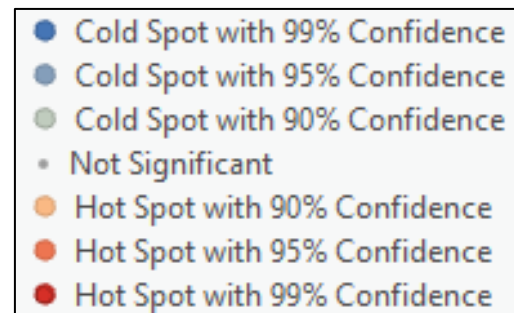 Cold Spot with 99% Confidence
Cold Spot with 95% Confidence
Cold Spot with 90% Confidence
Not Significant
Hot Spot with 90% Confidence
Hot Spot with 95% Confidence
Hot Spot with 99% Confidence